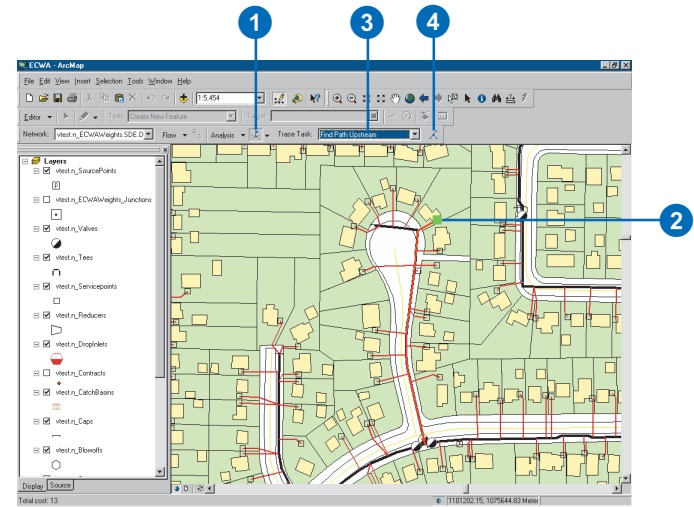 1
3
4
ECWA - ArcMap
File Edit View Insert Selection Tools Window Help
1:5,454
Editor Task: Create New Feature Target:
Network: vtest.n_ECWAWeights.SDE.D Flow Analysis Trace Task: Find Path Upstream
Layers
vtest.n_SourcePoints
P
vtest.n_ECWAWeights_Junctions
vtest.n_Valves
vtest.n_Tees
vtest.n_Servicepoints
vtest.n_Reducers
vtest.n_DropInlets
vtest.n_Contracts
vtest.n_CatchBasins
vtest.n_Caps
vtest.n_Blowoffs
2
Display Source
Total cost: 13
1101202.15, 1075644.83 Meter